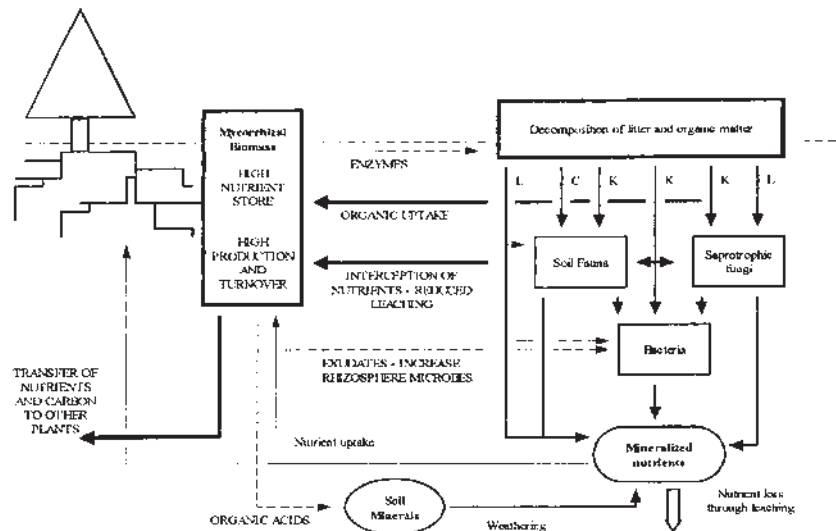 Mycorrhizal
Biomass
HIGH
NUTRIENT
STORE
HIGH
PRODUCTION
AND
TURNOVER
Decomposition of litter and organic matter
ENZYMES
L
C
K
K
K
L
ORGANIC UPTAKE
INTERCEPTION OF
NUTRIENTS - REDUCED
LEACHING
Soil Fauna
Saprotrophic
fungi
Bacteria
EXUDATES - INCREASE
RHIZOSPHERE MICROBES
TRANSFER OF
NUTRIENTS
AND CARBON
TO OTHER
PLANTS
Nutrient uptake
Mineralized
nutrients
Soil
Minerals
ORGANIC ACIDS
Weathering
Nutrient loss
through leaching